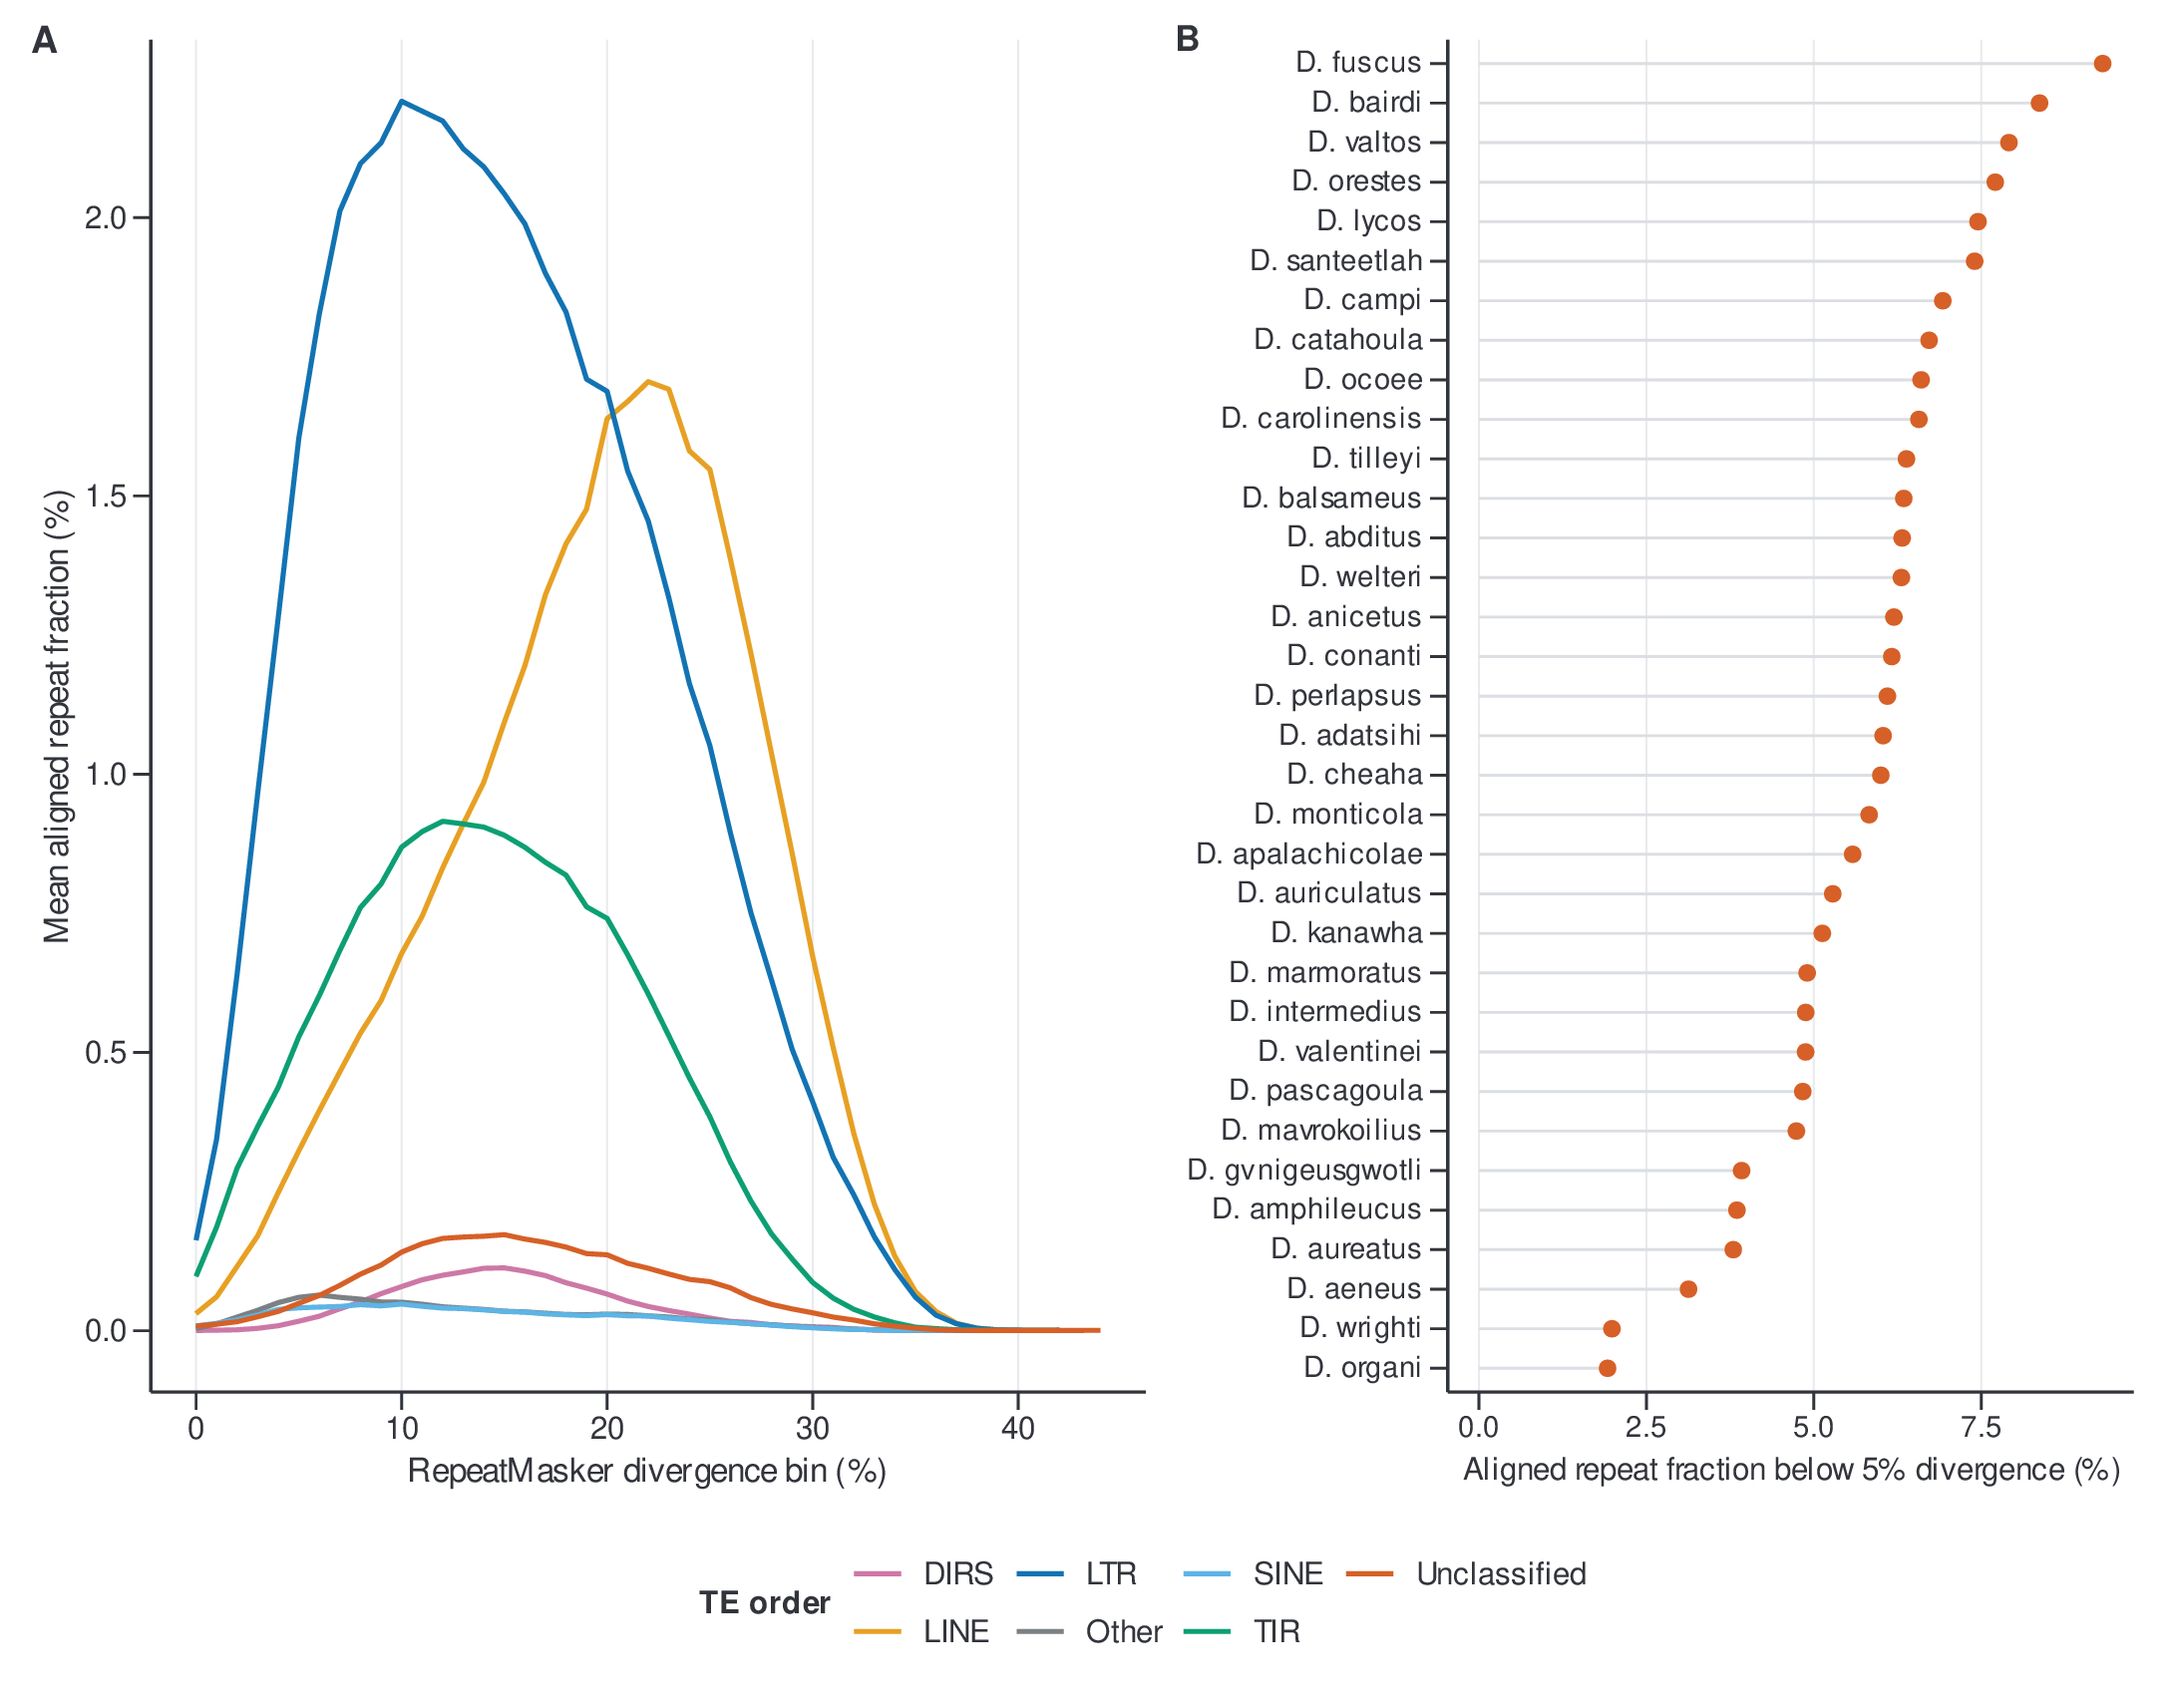 A
Mean aligned repeat fraction (%)
2.0
1.5
1.0
0.5
0.0
0 10 20 30 40
RepeatMasker divergence bin (%)
B
D. fuscus
D. bairdi
D. valtos
D. orestes
D. lycos
D. santeetlah
D. campi
D. catahoula
D. ocoee
D. carolinensis
D. tilleyi
D. balsameus
D. abditus
D. welteri
D. anicetus
D. conanti
D. perlapsus
D. adatsihi
D. cheaha
D. monticola
D. apalachicolae
D. auriculatus
D. kanawha
D. marmoratus
D. intermedius
D. valentinei
D. pascagoula
D. mavrokoilius
D. gvnigeusgwotli
D. amphileucus
D. aureatus
D. aeneus
D. wrighti
D. organi
0.0 2.5 5.0 7.5
Aligned repeat fraction below 5% divergence (%)
TE order
DIRS LTR SINE Unclassified
LINE Other TIR